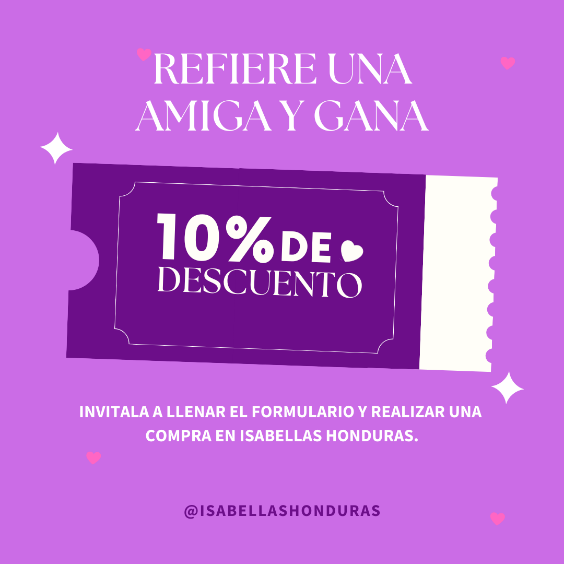 REFIERE UNA
AMIGA Y GANA
10% DE
DESCUENTO
INVITALA A LLENAR EL FORMULARIO Y REALIZAR UNA
COMPRA EN ISABELLAS HONDURAS.
@ISABELLASHONDURAS